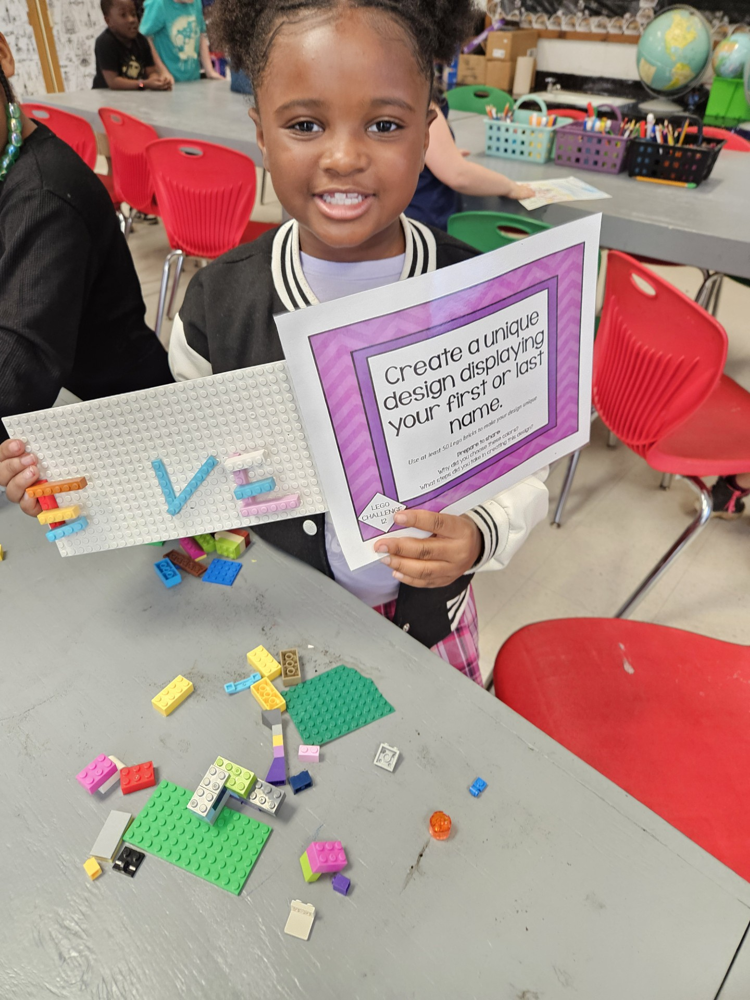 E VE
Create a unique
design displaying
your first or last
name.
Use at least 50 Lego bricks to make your design unique
Prepare to share:
Why did you choose these colors?
What steps did you take in creating this design?
LEGO
CHALLENGE
12